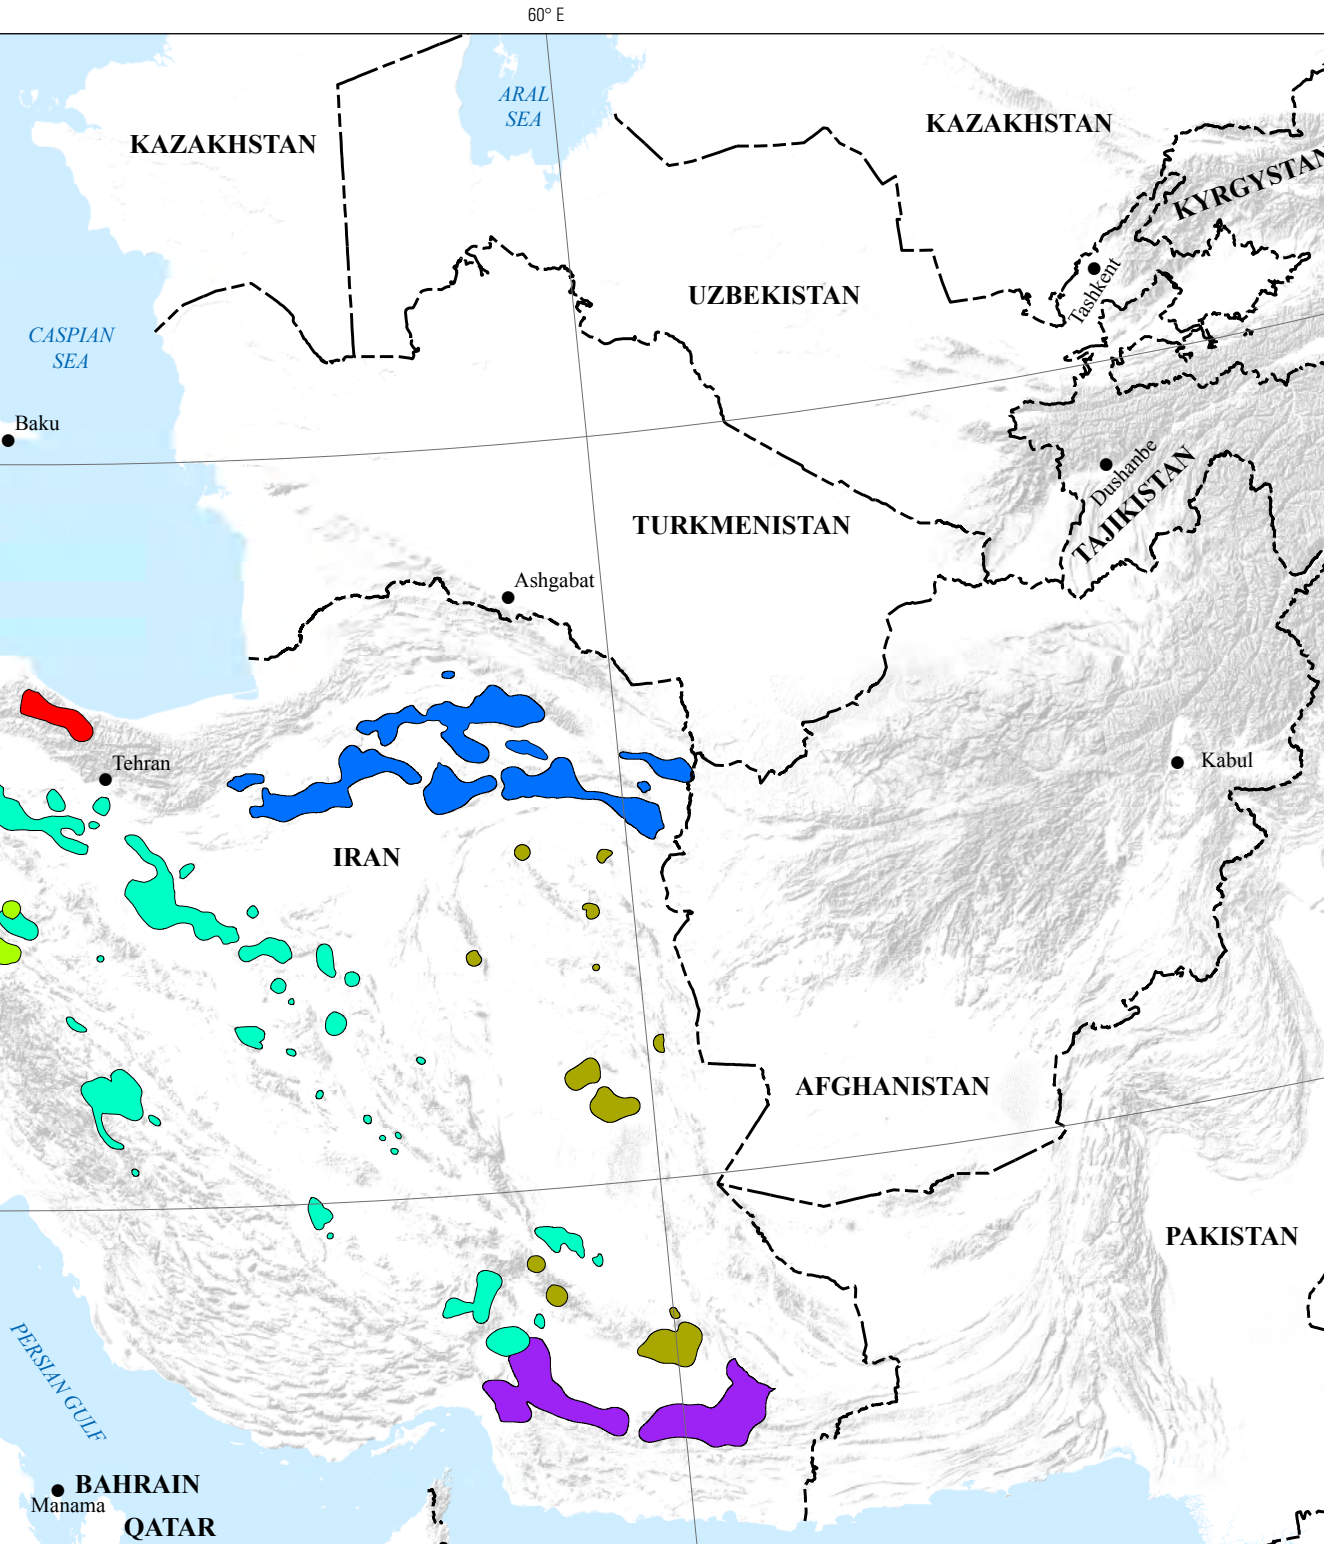 60° E
ARAL
SEA
KAZAKHSTAN
KAZAKHSTAN
KYRGYSTAN
Tashkent
UZBEKISTAN
CASPIAN
SEA
Baku
Dushanbe
TAJIKISTAN
TURKMENISTAN
Ashgabat
Tehran
Kabul
IRAN
AFGHANISTAN
PAKISTAN
PERSIAN GULF
BAHRAIN
Manama
QATAR